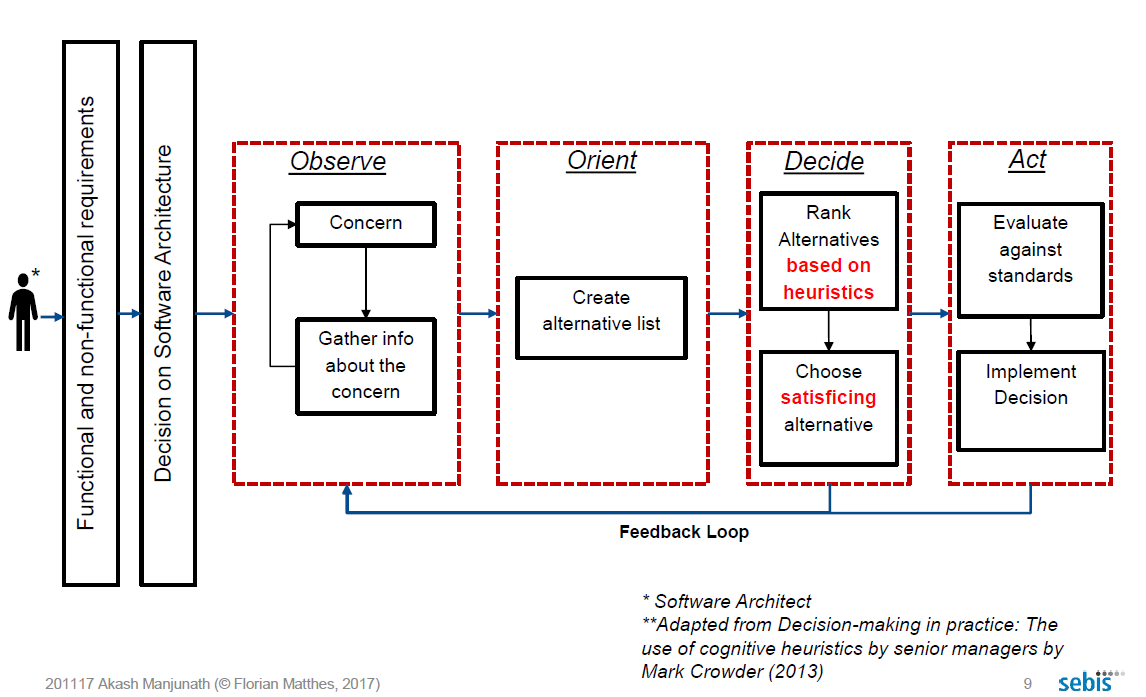 Functional and non-functional requirements
Decision on Software Architecture
*
Observe
Concern
Gather info
about the
concern
Orient
Create
alternative list
Decide
Rank
Alternatives
based on
heuristics
Choose
satisficing
alternative
Act
Evaluate
against
standards
Implement
Decision
Feedback Loop
* Software Architect
**Adapted from Decision-making in practice: The
use of cognitive heuristics by senior managers by
Mark Crowder (2013)
201117 Akash Manjunath (© Florian Matthes, 2017)
9
sebis